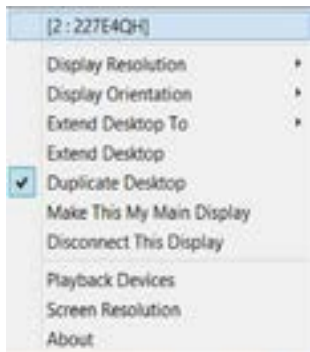 [2 : 227E4QH]
Display Resolution
Display Orientation
Extend Desktop To
Extend Desktop
Duplicate Desktop
Make This My Main Display
Disconnect This Display
Playback Devices
Screen Resolution
About